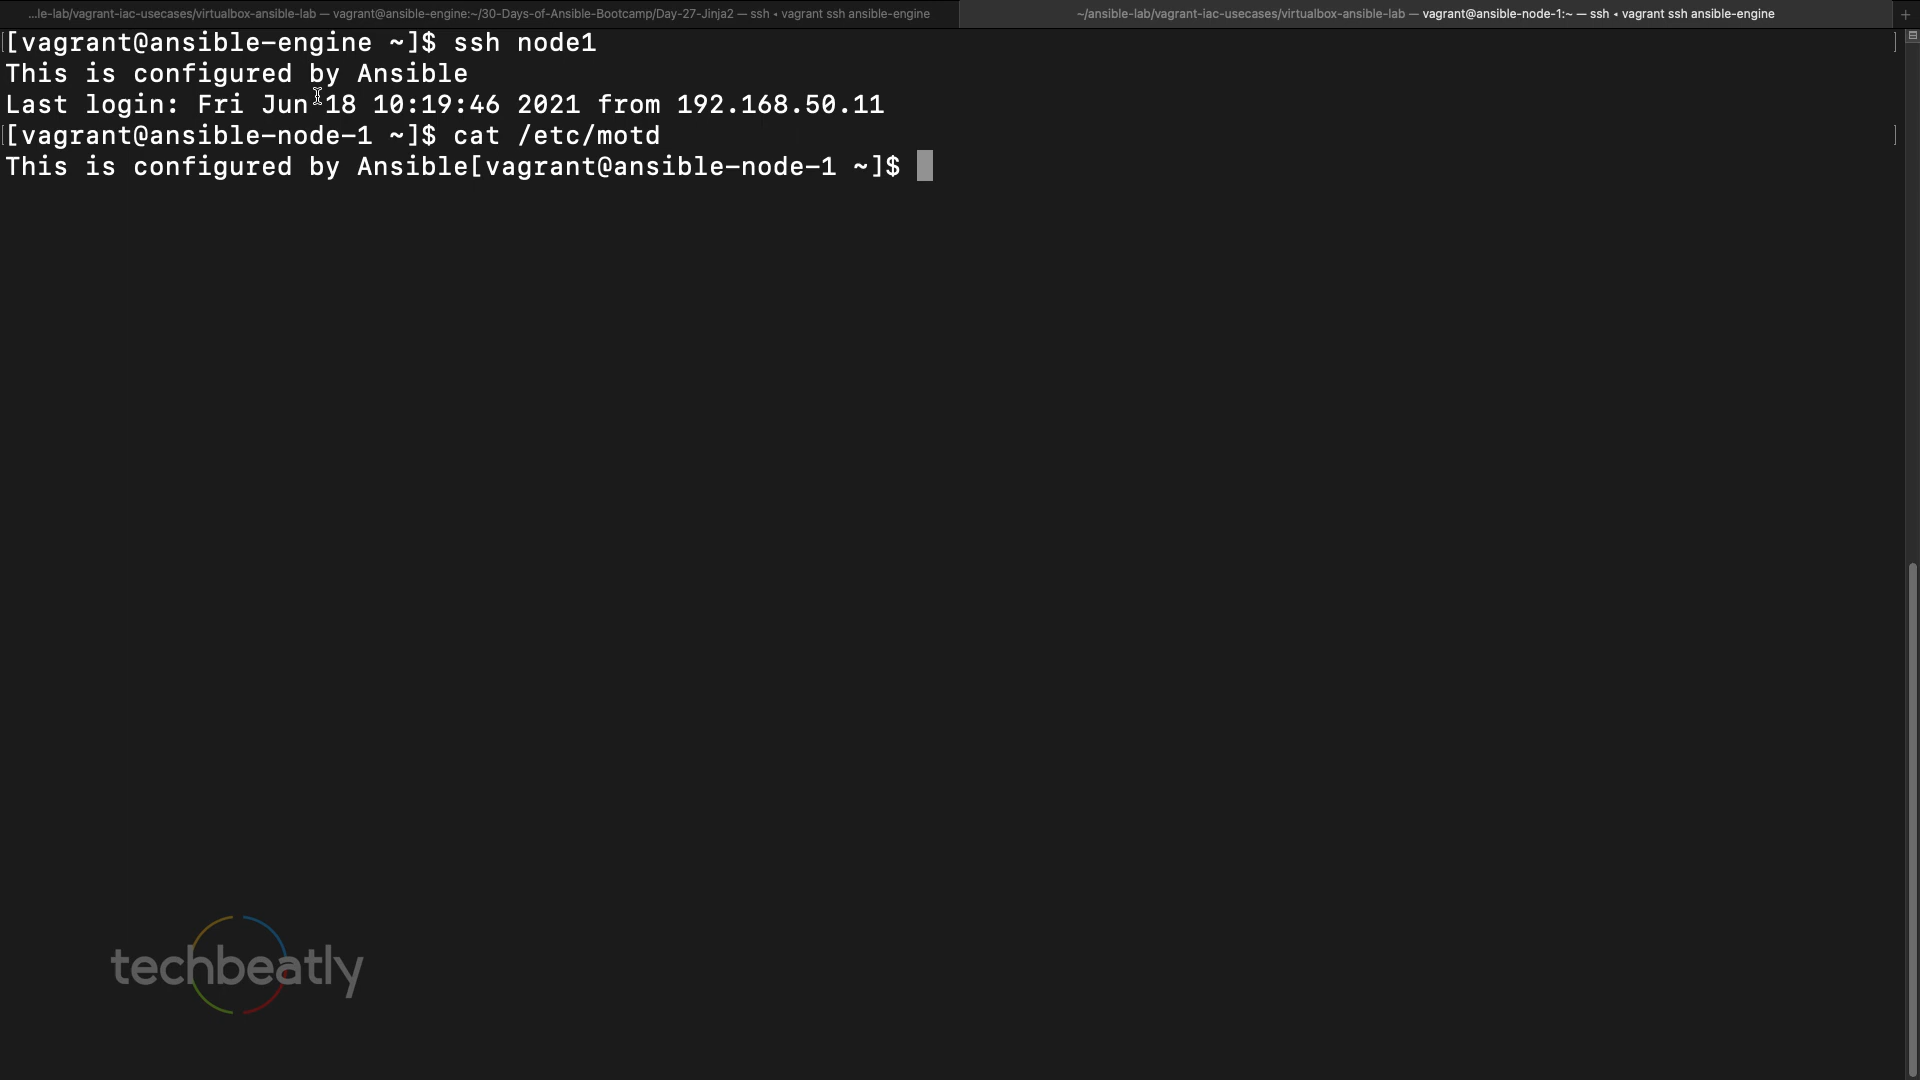 ...le-lab/vagrant-iac-usecases/virtualbox-ansible-lab — vagrant@ansible-engine:~/30-Days-of-Ansible-Bootcamp/Day-27-Jinja2 — ssh ◂ vagrant ssh ansible-engine
~/ansible-lab/vagrant-iac-usecases/virtualbox-ansible-lab — vagrant@ansible-node-1:~ — ssh ◂ vagrant ssh ansible-engine
[vagrant@ansible-engine ~]$ ssh node1
This is configured by Ansible
Last login: Fri Jun 18 10:19:46 2021 from 192.168.50.11
[vagrant@ansible-node-1 ~]$ cat /etc/motd
This is configured by Ansible[vagrant@ansible-node-1 ~]$
techbeatly